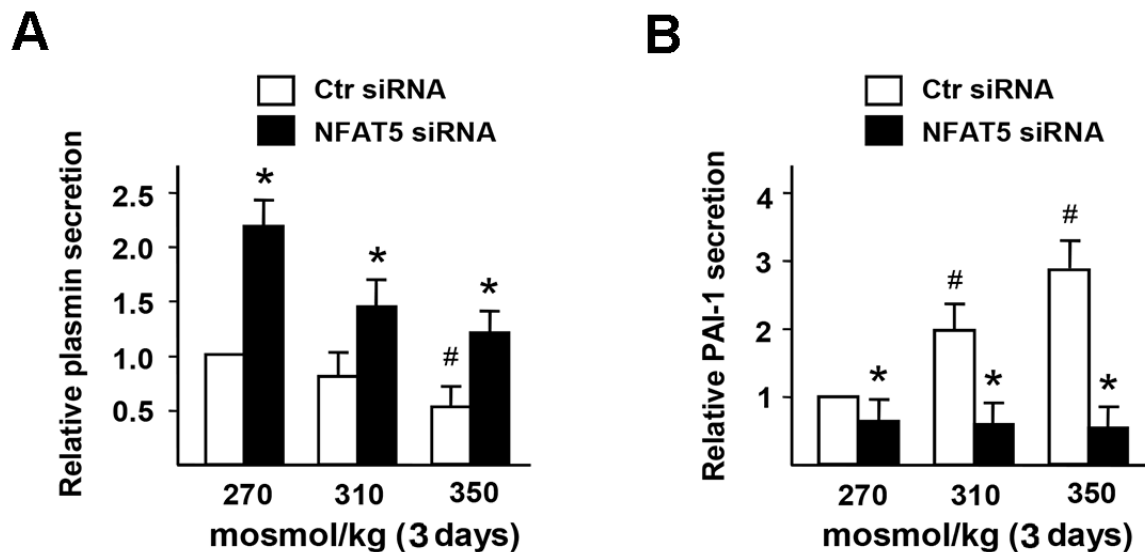 A
Ctr siRNA
NFAT5 siRNA
Relative plasmin secretion
2.5
2.0
1.5
1.0
0.5
*
*
#
*
270 310 350
mosmol/kg (3 days)
B
Ctr siRNA
NFAT5 siRNA
Relative PAI-1 secretion
4
3
2
1
*
#
*
#
*
270 310 350
mosmol/kg (3 days)